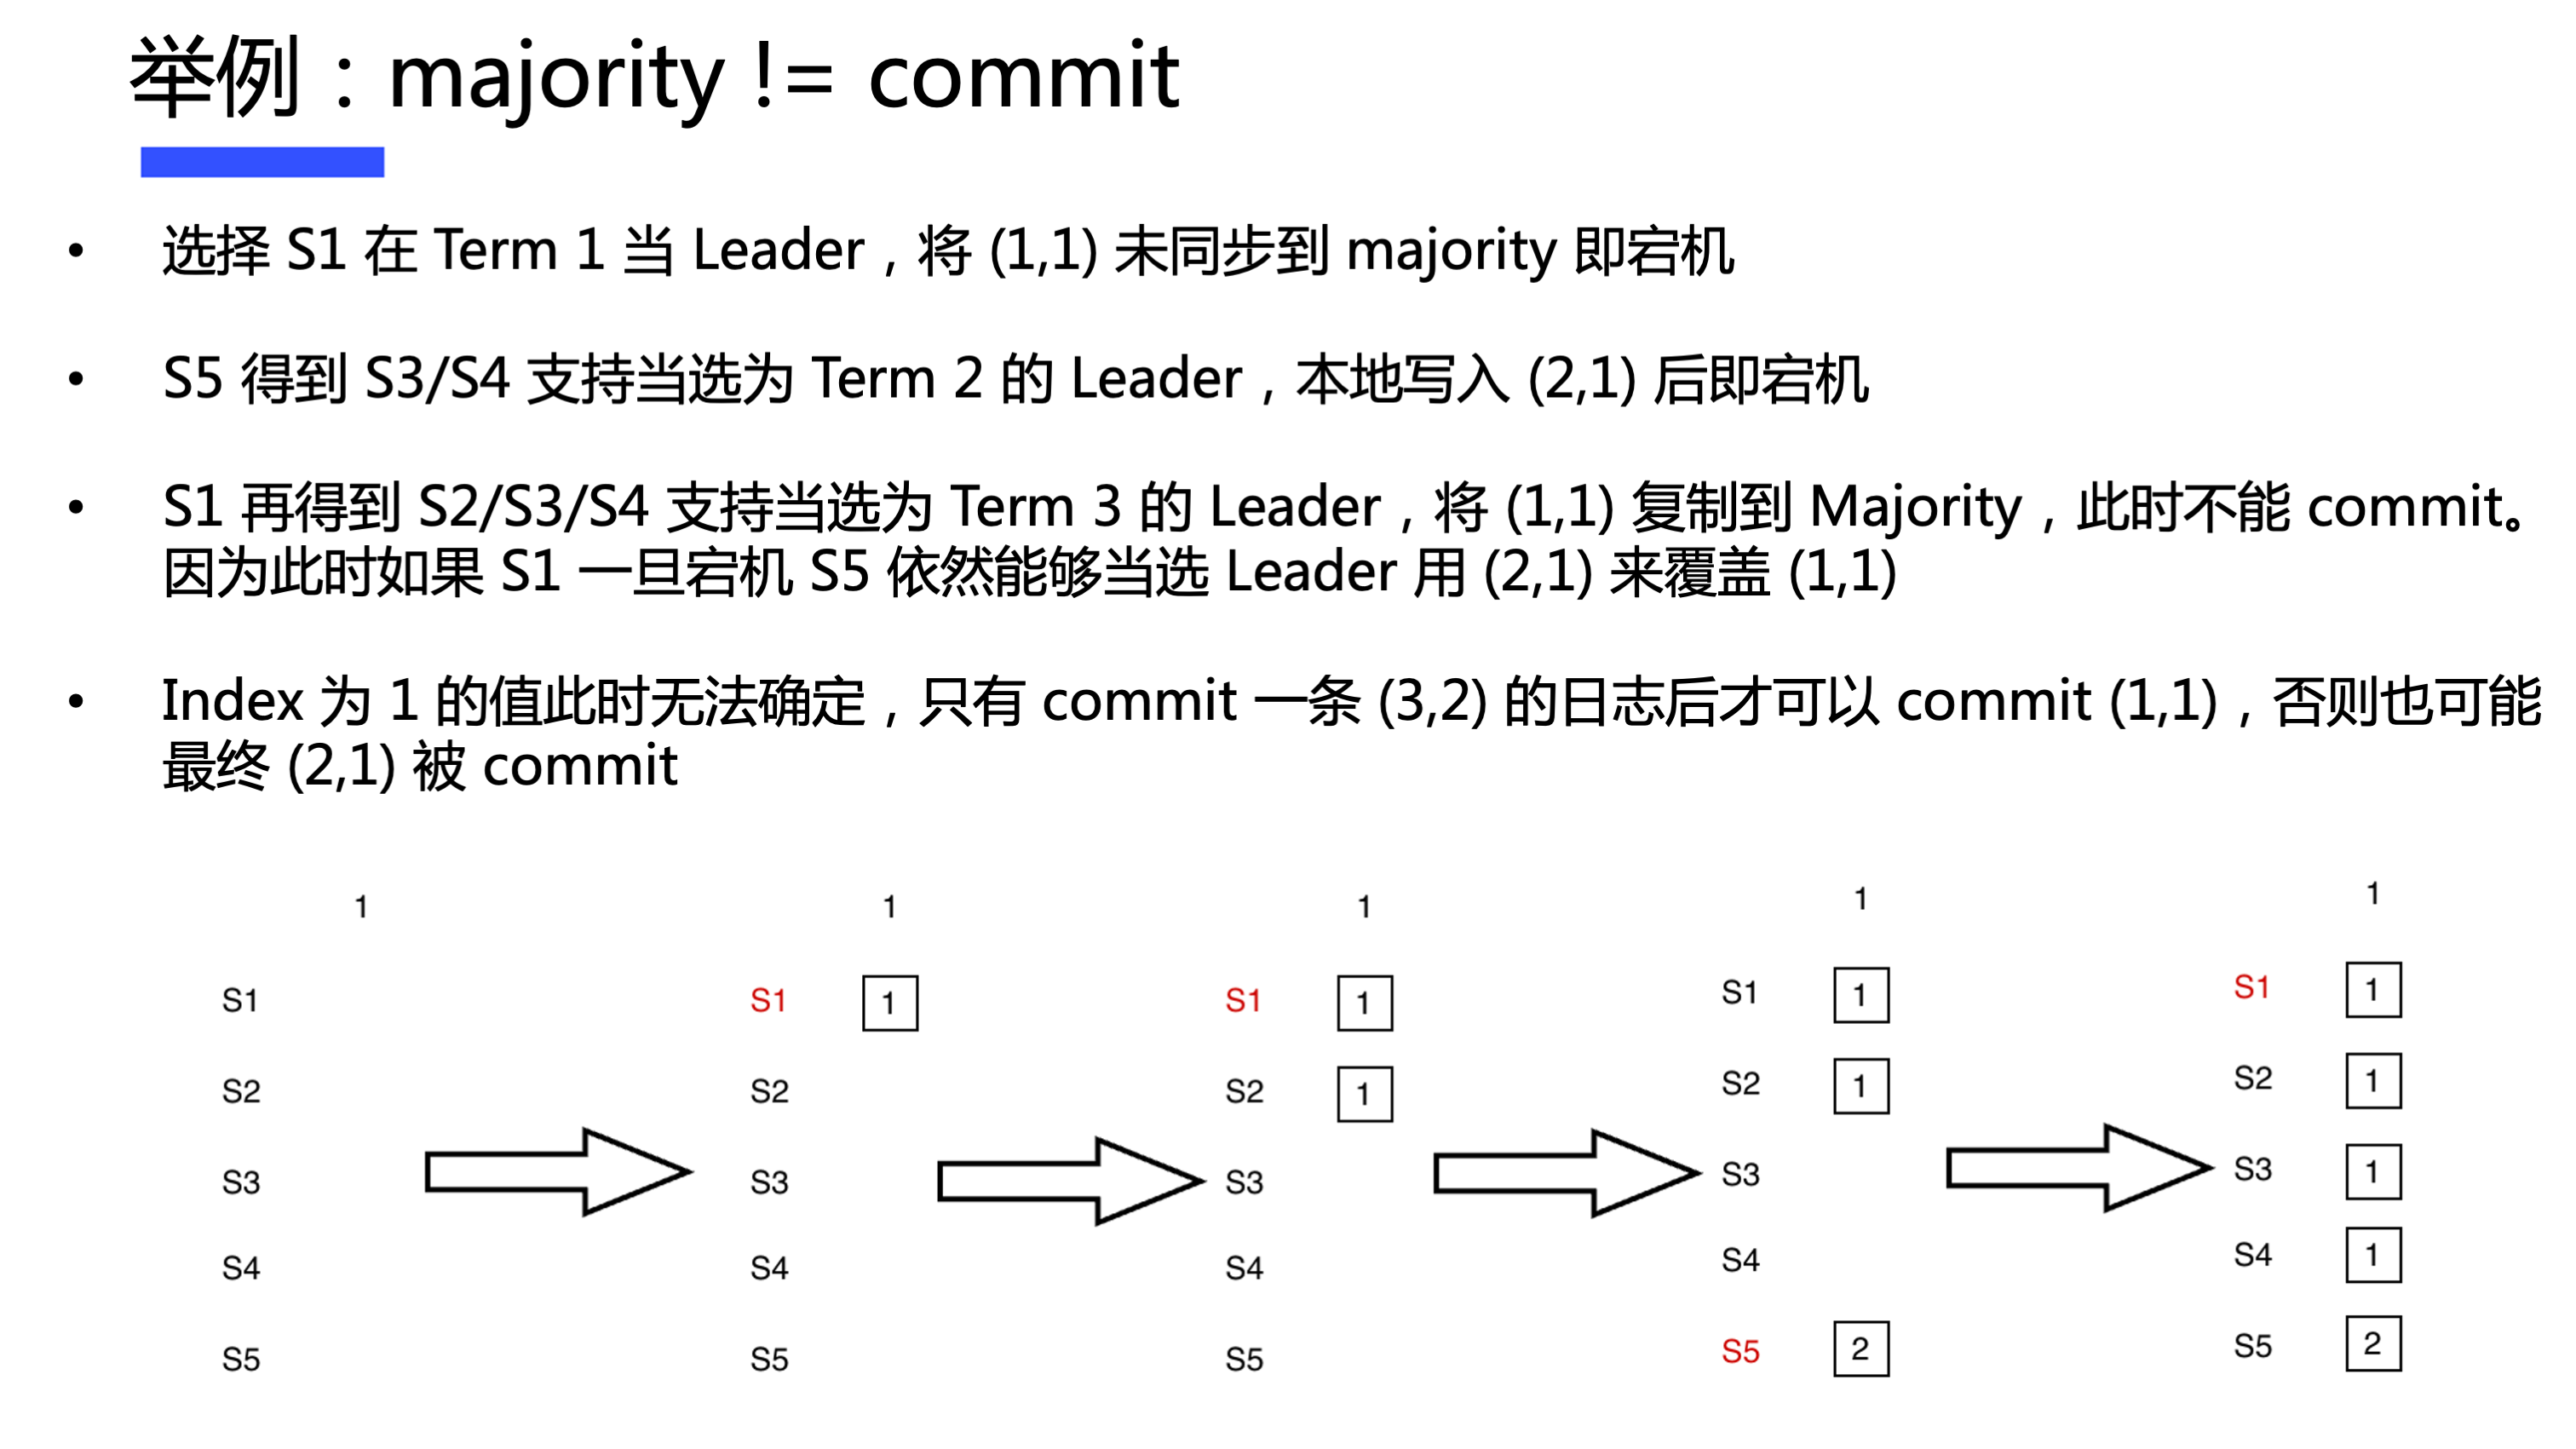 举例：majority != commit
• 选择 S1 在 Term 1 当 Leader，将 (1,1) 未同步到 majority 即宕机
• S5 得到 S3/S4 支持当选为 Term 2 的 Leader，本地写入 (2,1) 后即宕机
• S1 再得到 S2/S3/S4 支持当选为 Term 3 的 Leader，将 (1,1) 复制到 Majority，此时不能 commit。
因为此时如果 S1 一旦宕机 S5 依然能够当选 Leader 用 (2,1) 来覆盖 (1,1)
• Index 为 1 的值此时无法确定，只有 commit 一条 (3,2) 的日志后才可以 commit (1,1)，否则也可能
最终 (2,1) 被 commit
1
S1
S2
S3
S4
S5
1
S1 1
S2
S3
S4
S5
1
S1 1
S2 1
S3
S4
S5
1
S1 1
S2 1
S3
S4
S5 2
1
S1 1
S2 1
S3 1
S4 1
S5 2